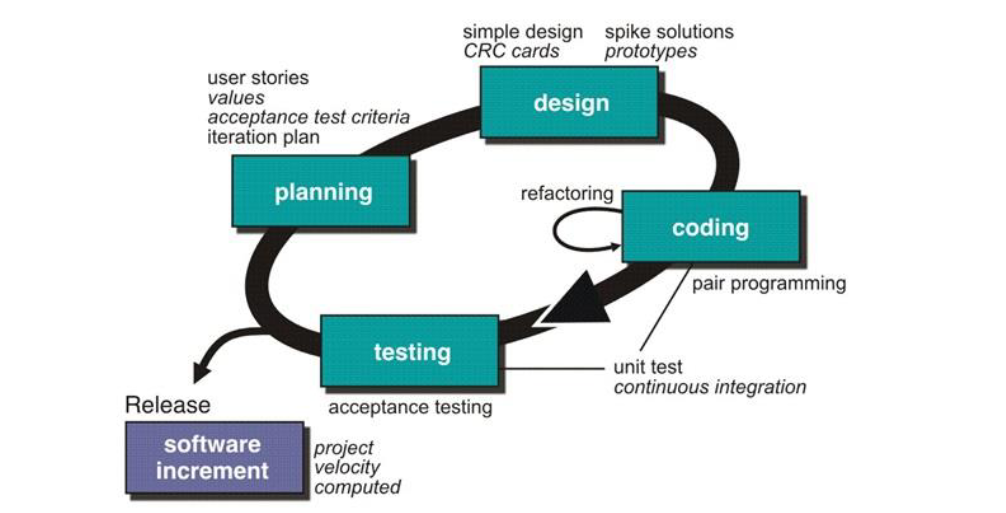 simple design
CRC cards
spike solutions
prototypes
design
user stories
values
acceptance test criteria
iteration plan
planning
refactoring
coding
pair programming
testing
acceptance testing
unit test
continuous integration
Release
software
increment
project
velocity
computed